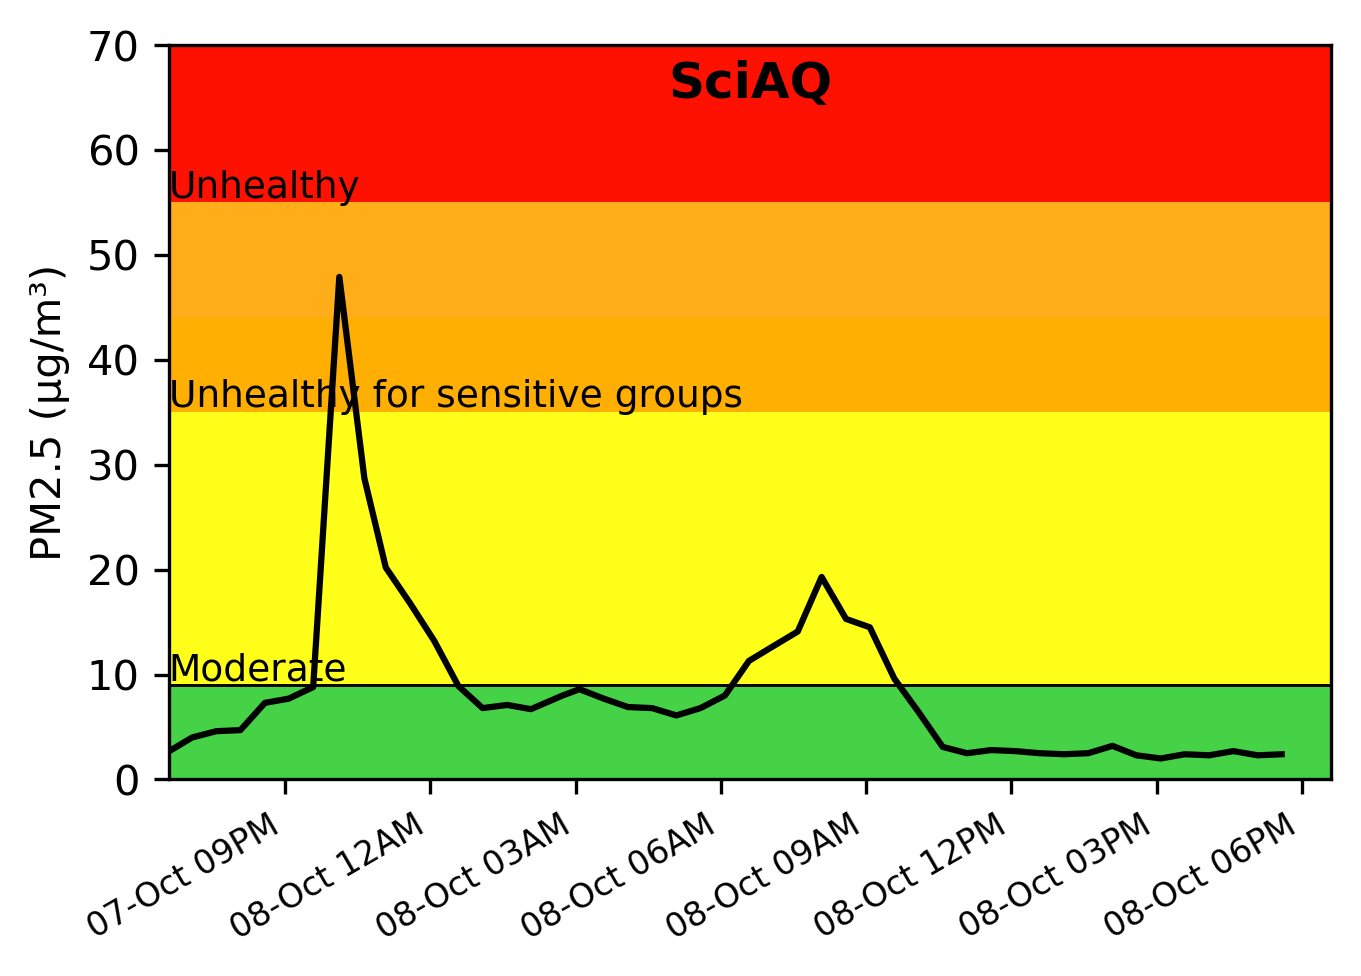 SciAQ
PM2.5 (µg/m³)
70
60
50
40
30
20
10
0
Unhealthy
Unhealthy for sensitive groups
Moderate
07-Oct 09PM
08-Oct 12AM
08-Oct 03AM
08-Oct 06AM
08-Oct 09AM
08-Oct 12PM
08-Oct 03PM
08-Oct 06PM